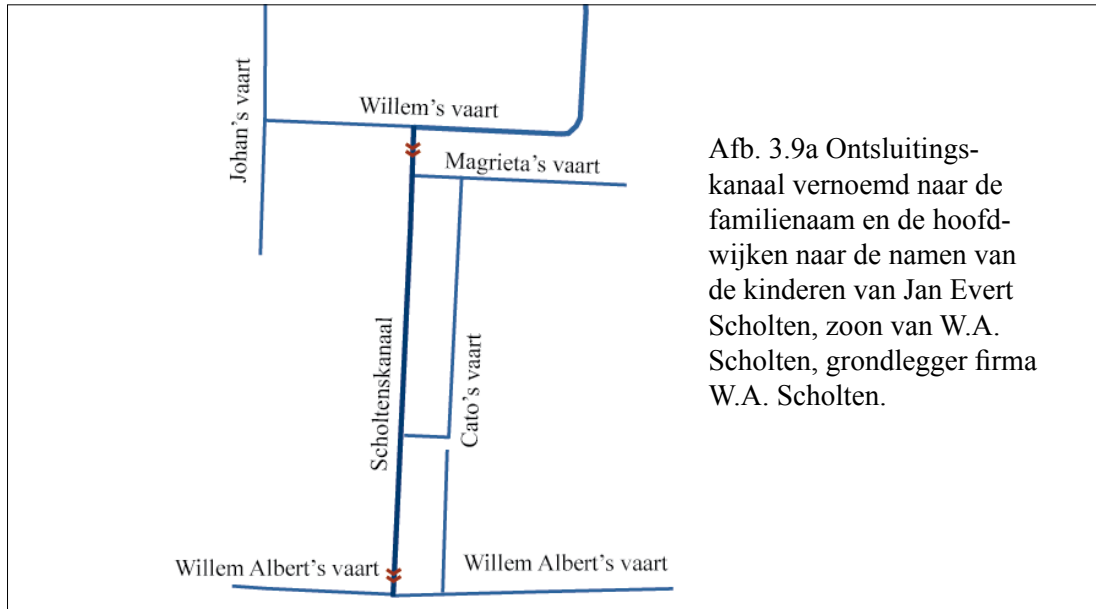 Johan's vaart
Willem's vaart
Magrieta's vaart
Scholtenskanaal
Cato's vaart
Willem Albert's vaart
Willem Albert's vaart
Afb. 3.9a Ontsluitings-
kanaal vernoemd naar de
familienaam en de hoofd-
wijken naar de namen van
de kinderen van Jan Evert
Scholten, zoon van W.A.
Scholten, grondlegger firma
W.A. Scholten.